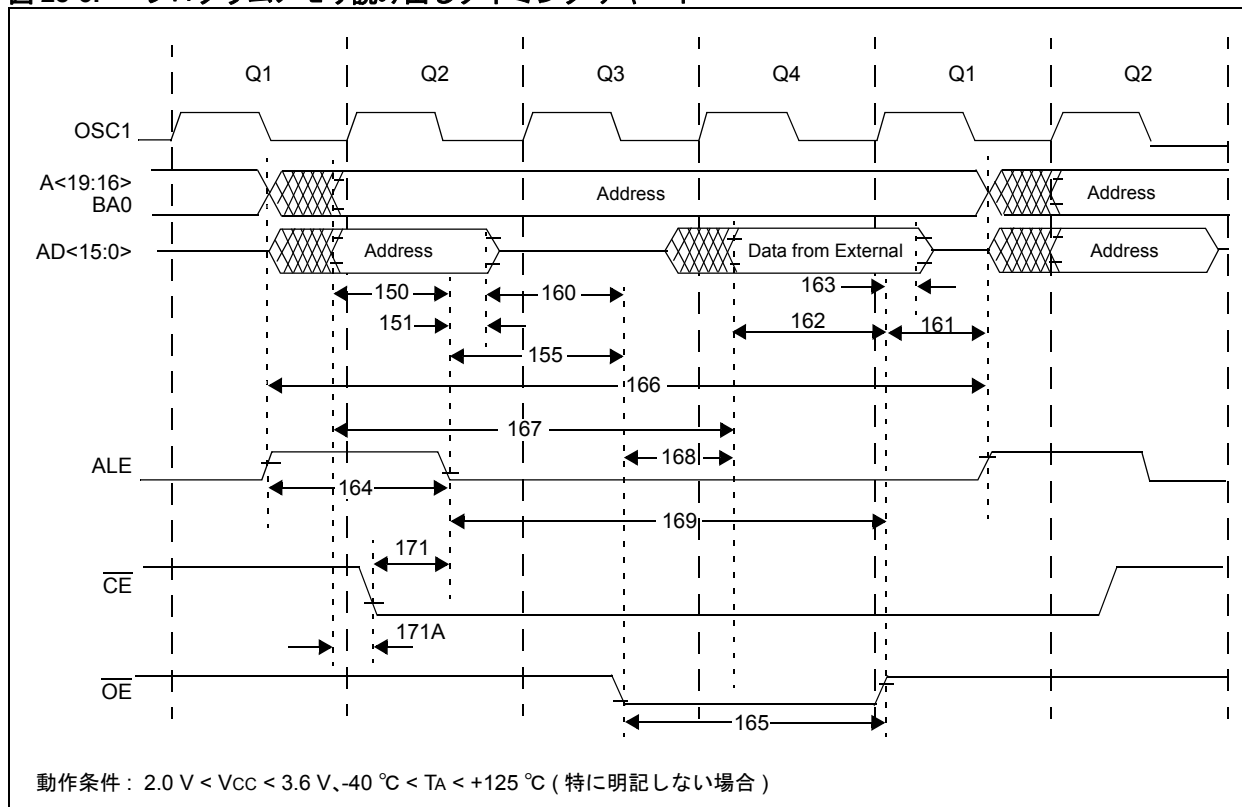 Q1 Q2 Q3 Q4 Q1 Q2
OSC1
A<19:16>
BA0
Address
Address
AD<15:0>
Address
Data from External
Address
150
160
163
151
162
161
155
166
167
ALE
168
164
169
171
CE
171A
OE
165
動作条件 : 2.0 V < VCC < 3.6 V、-40 °C < TA < +125 °C ( 特に明記しない場合 )